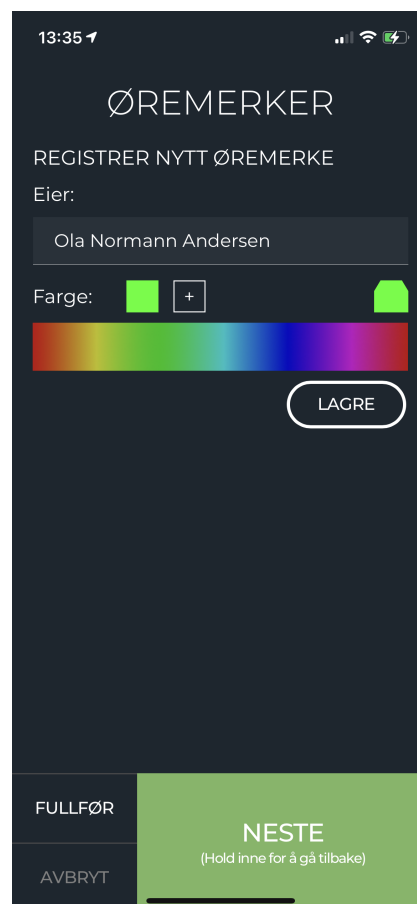 13:35
ØREMERKER
REGISTRER NYTT ØREMERKE
Eier:
Ola Normann Andersen
Farge:
+
LAGRE
FULLFØR
NESTE
(Hold inne for å gå tilbake)
AVBRYT